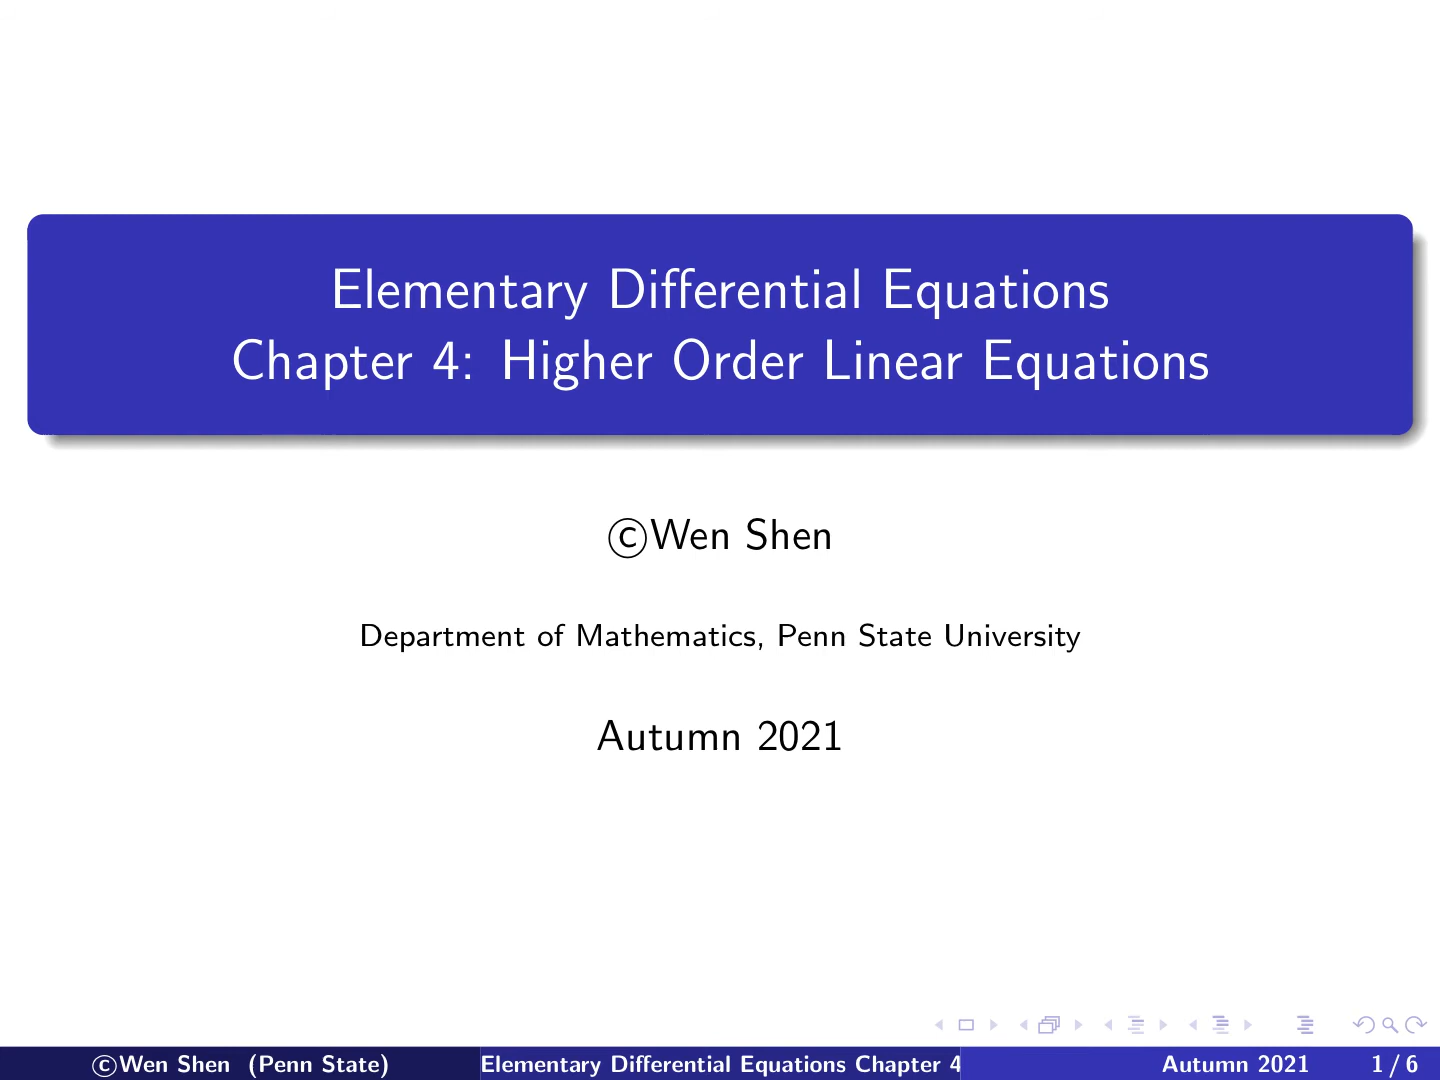 Elementary Differential Equations
Chapter 4: Higher Order Linear Equations
©Wen Shen
Department of Mathematics, Penn State University
Autumn 2021
©Wen Shen (Penn State) Elementary Differential Equations Chapter 4 Autumn 2021 1 / 6